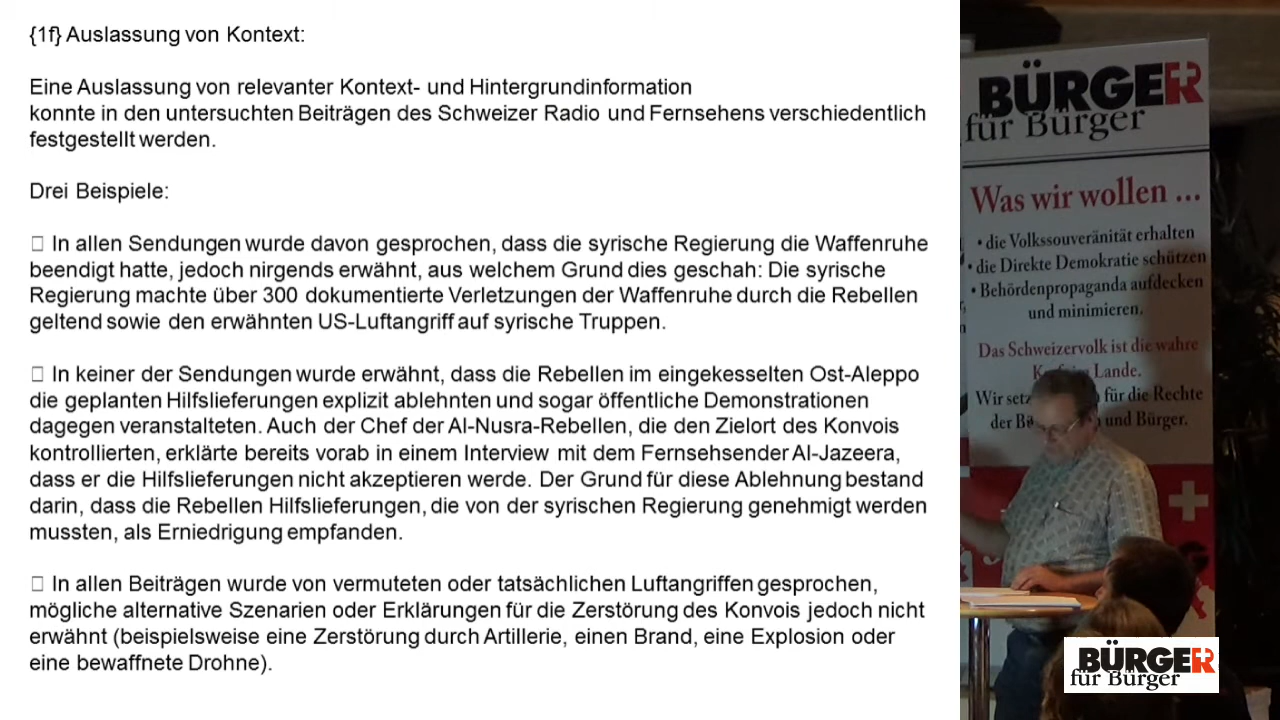 {1f} Auslassung von Kontext:
Eine Auslassung von relevanter Kontext- und Hintergrundinformation
konnte in den untersuchten Beiträgen des Schweizer Radio und Fernsehens verschiedentlich
festgestellt werden.
Drei Beispiele:
In allen Sendungen wurde davon gesprochen, dass die syrische Regierung die Waffenruhe
beendigt hatte, jedoch nirgends erwähnt, aus welchem Grund dies geschah: Die syrische
Regierung machte über 300 dokumentierte Verletzungen der Waffenruhe durch die Rebellen
geltend sowie den erwähnten US-Luftangriff auf syrische Truppen.
In keiner der Sendungen wurde erwähnt, dass die Rebellen im eingekesselten Ost-Aleppo
die geplanten Hilfslieferungen explizit ablehnten und sogar öffentliche Demonstrationen
dagegen veranstalteten. Auch der Chef der Al-Nusra-Rebellen, die den Zielort des Konvois
kontrollierten, erklärte bereits vorab in einem Interview mit dem Fernsehsender Al-Jazeera,
dass er die Hilfslieferungen nicht akzeptieren werde. Der Grund für diese Ablehnung bestand
darin, dass die Rebellen Hilfslieferungen, die von der syrischen Regierung genehmigt werden
mussten, als Erniedrigung empfanden.
In allen Beiträgen wurde von vermuteten oder tatsächlichen Luftangriffen gesprochen,
mögliche alternative Szenarien oder Erklärungen für die Zerstörung des Konvois jedoch nicht
erwähnt (beispielsweise eine Zerstörung durch Artillerie, einen Brand, eine Explosion oder
eine bewaffnete Drohne).
BÜRGER
für Bürger
Was wir wollen ...
• die Volkssouveränität erhalten
• die Direkte Demokratie schützen
• Behördenpropaganda aufdecken
und minimieren.
Das Schweizervolk ist die wahre
Lande.
Wir für die Rechte
der und Bürger.
BÜRGER
für Bürger